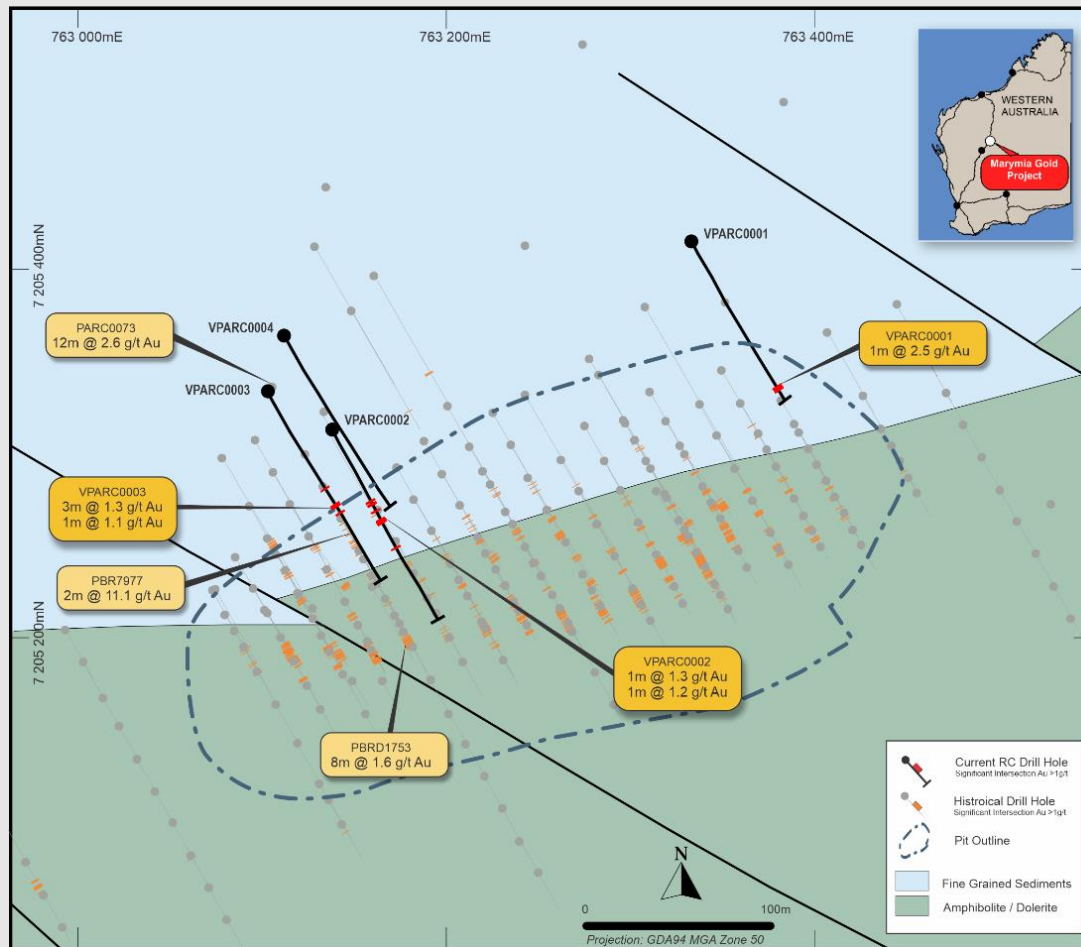 763 000mE
763 200mE
763 400mE
WESTERN
AUSTRALIA
Marymia Gold
Project
7 205 400mN
7 205 200mN
VPARC0001
VPARC0004
VPARC0003
VPARC0002
PARC0073
12m @ 2.6 g/t Au
VPARC0001
1m @ 2.5 g/t Au
VPARC0003
3m @ 1.3 g/t Au
1m @ 1.1 g/t Au
PBR7977
2m @ 11.1 g/t Au
VPARC0002
1m @ 1.3 g/t Au
1m @ 1.2 g/t Au
PBRD1753
8m @ 1.6 g/t Au
Current RC Drill Hole
Significant Intersection Au >1g/t
Histroical Drill Hole
Significant Intersection Au >1g/t
Pit Outline
Fine Grained Sediments
Amphibolite / Dolerite
N
0
100m
Projection: GDA94 MGA Zone 50